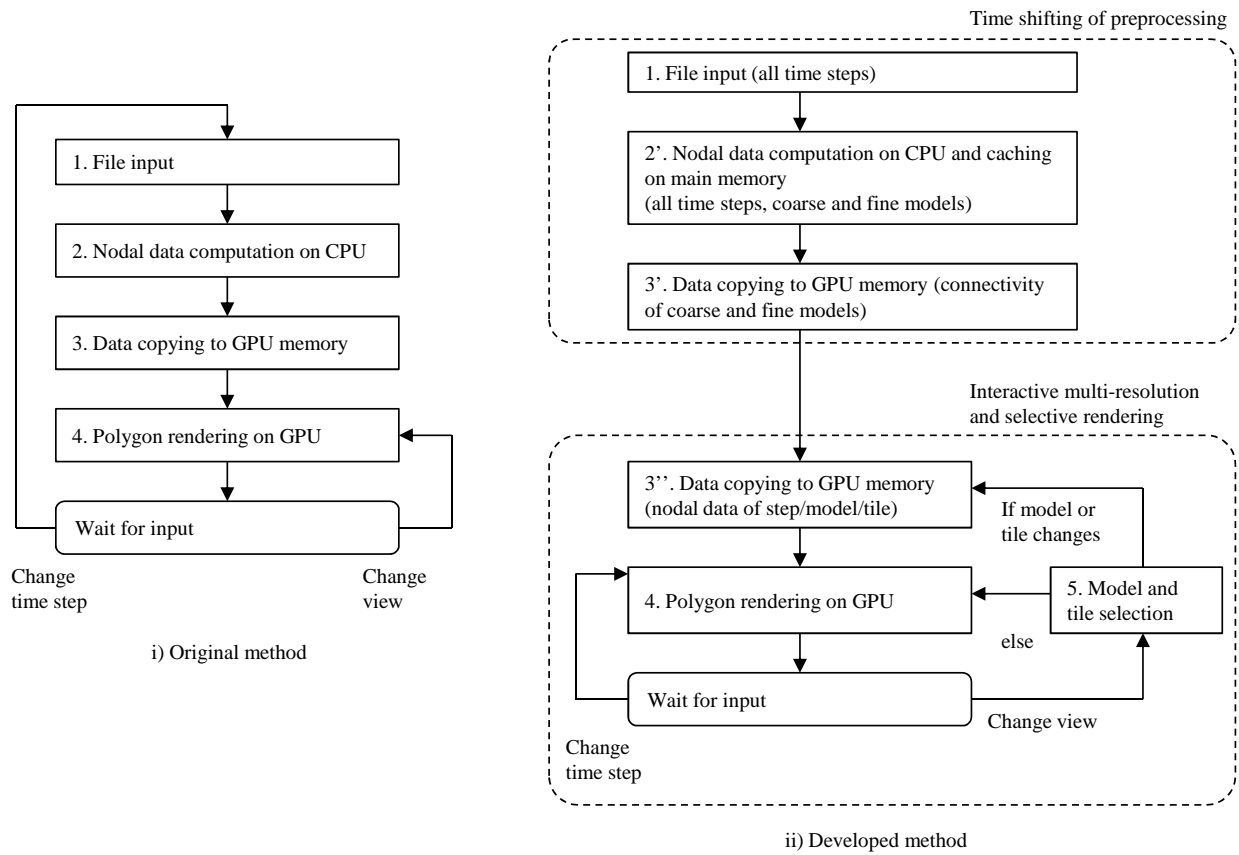 1. File input
2. Nodal data computation on CPU
3. Data copying to GPU memory
4. Polygon rendering on GPU
Wait for input
Change
time step
Change
view
i) Original method
Time shifting of preprocessing
1. File input (all time steps)
2’. Nodal data computation on CPU and caching
on main memory
(all time steps, coarse and fine models)
3’. Data copying to GPU memory (connectivity
of coarse and fine models)
Interactive multi-resolution
and selective rendering
3’’. Data copying to GPU memory
(nodal data of step/model/tile)
If model or
tile changes
4. Polygon rendering on GPU
5. Model and
tile selection
else
Wait for input
Change view
Change
time step
ii) Developed method